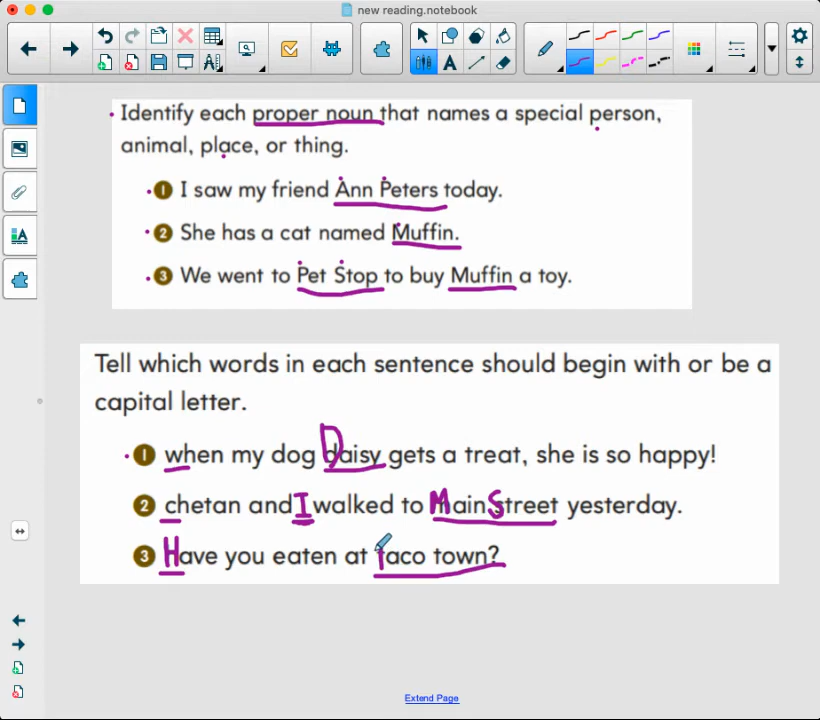 new reading.notebook
Identify each proper noun that names a special person,
animal, place, or thing.
1 I saw my friend Ann Peters today.
2 She has a cat named Muffin.
3 We went to Pet Stop to buy Muffin a toy.
Tell which words in each sentence should begin with or be a
capital letter.
1 when my dog Daisy gets a treat, she is so happy!
2 chetan and I walked to Main Street yesterday.
3 Have you eaten at taco town?
Extend Page